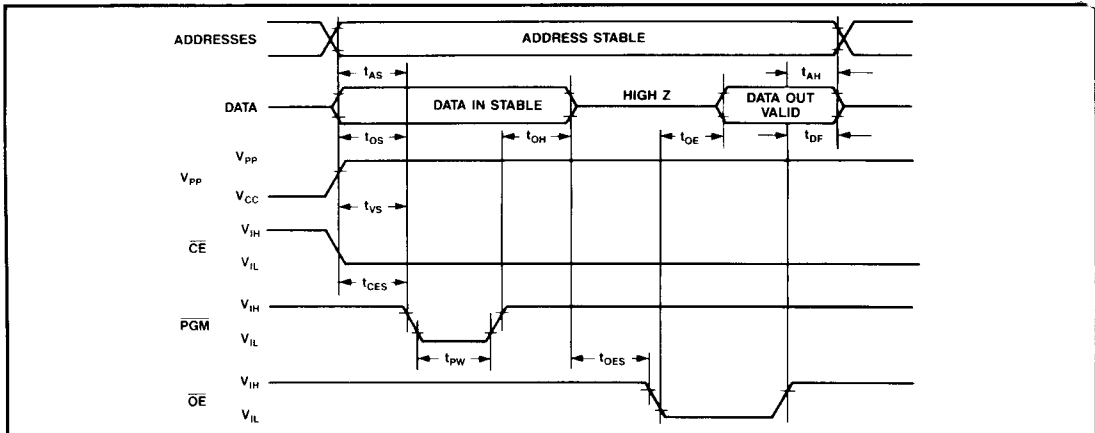 ADDRESSES
ADDRESS STABLE
tAS
tAH
DATA
DATA IN STABLE
HIGH Z
DATA OUT
VALID
tOS
tOH
tOE
tDF
VPP
VPP
VCC
tVS
CE
VIH
VIL
tCES
PGM
VIH
VIL
tPW
tOES
OE
VIH
VIL